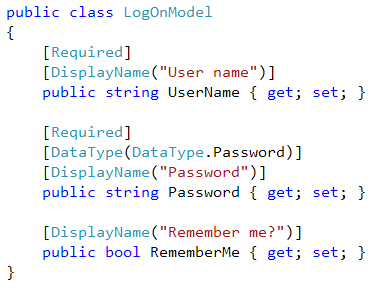 public class LogOnModel
{
    [Required]
    [DisplayName("User name")]
    public string UserName { get; set; }

    [Required]
    [DataType(DataType.Password)]
    [DisplayName("Password")]
    public string Password { get; set; }

    [DisplayName("Remember me?")]
    public bool RememberMe { get; set; }
}